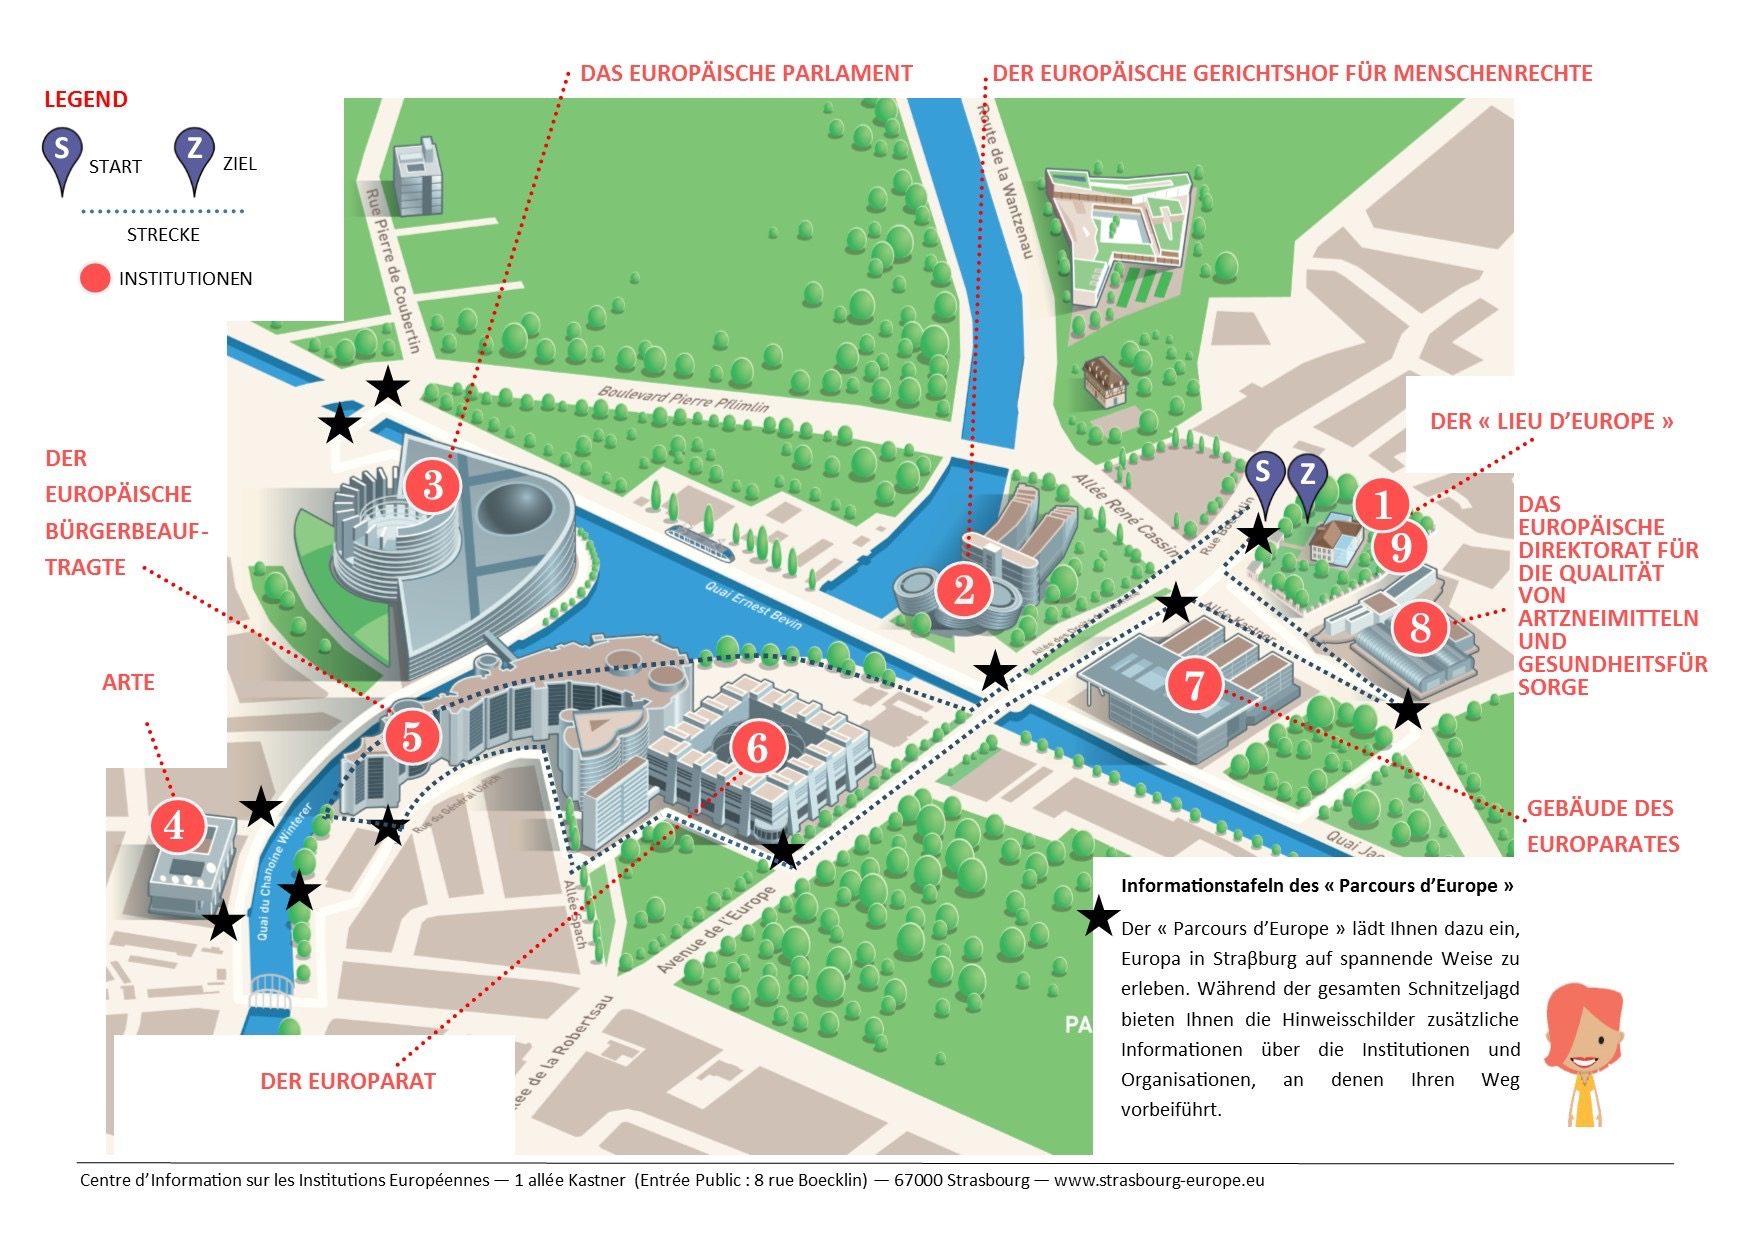 DAS EUROPÄISCHE PARLAMENT
DER EUROPÄISCHE GERICHTSHOF FÜR MENSCHENRECHTE
LEGEND
S
START
Z
ZIEL
STRECKE
INSTITUTIONEN
Route de la Wantzenau
Rue Pierre de Coubertin
Boulevard Pierre Pflimlin
DER « LIEU D’EUROPE »
DER
EUROPÄISCHE
BÜRGERBEAUF-
TRAGTE
3
Allée René Cassin
S
Z
1
9
DAS
EUROPÄISCHE
DIREKTORAT FÜR
DIE QUALITÄT
VON
ARTZNEIMITTELN
UND
GESUNDHEITSFÜR
SORGE
2
Quai Ernest Bevin
Allée Kastner
8
ARTE
7
5
6
4
Rue du Général Uhrich
Quai du Chanoine Winterer
GEBÄUDE DES
EUROPARATES
Quai Jac
Allée Spach
Avenue de l'Europe
ée de la Robertsau
PA
DER EUROPARAT
Informationstafeln des « Parcours d’Europe »
Der « Parcours d’Europe » lädt Ihnen dazu ein,
Europa in Straβburg auf spannende Weise zu
erleben. Während der gesamten Schnitzeljagd
bieten Ihnen die Hinweisschilder zusätzliche
Informationen über die Institutionen und
Organisationen, an denen Ihren Weg
vorbeiführt.
Centre d’Information sur les Institutions Européennes — 1 allée Kastner (Entrée Public : 8 rue Boecklin) — 67000 Strasbourg — www.strasbourg-europe.eu